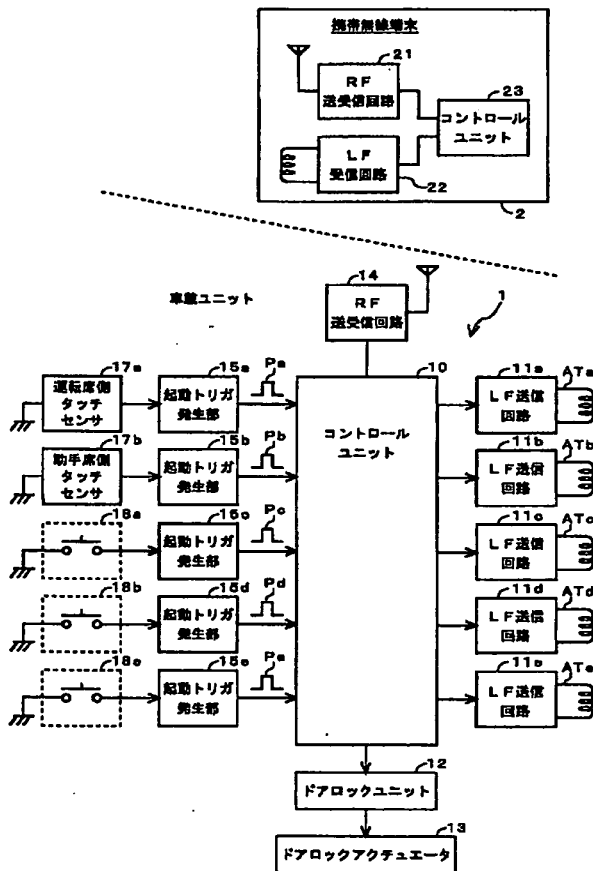 携帯無線端末
21
RF
送受信回路
23
コントロール
ユニット
LF
受信回路
22
2
14
車載ユニット
RF
送受信回路
1
17a
運転席側
タッチ
センサ
15a
起動トリガ
発生部
Pa
10
コントロール
ユニット
11a
LF送信
回路
ATa
17b
助手席側
タッチ
センサ
15b
起動トリガ
発生部
Pb
11b
LF送信
回路
ATb
18a
15c
起動トリガ
発生部
Pc
11c
LF送信
回路
ATc
18b
15d
起動トリガ
発生部
Pd
11d
LF送信
回路
ATd
18c
15e
起動トリガ
発生部
Pe
11e
LF送信
回路
ATe
12
ドアロックユニット
13
ドアロックアクチュエータ